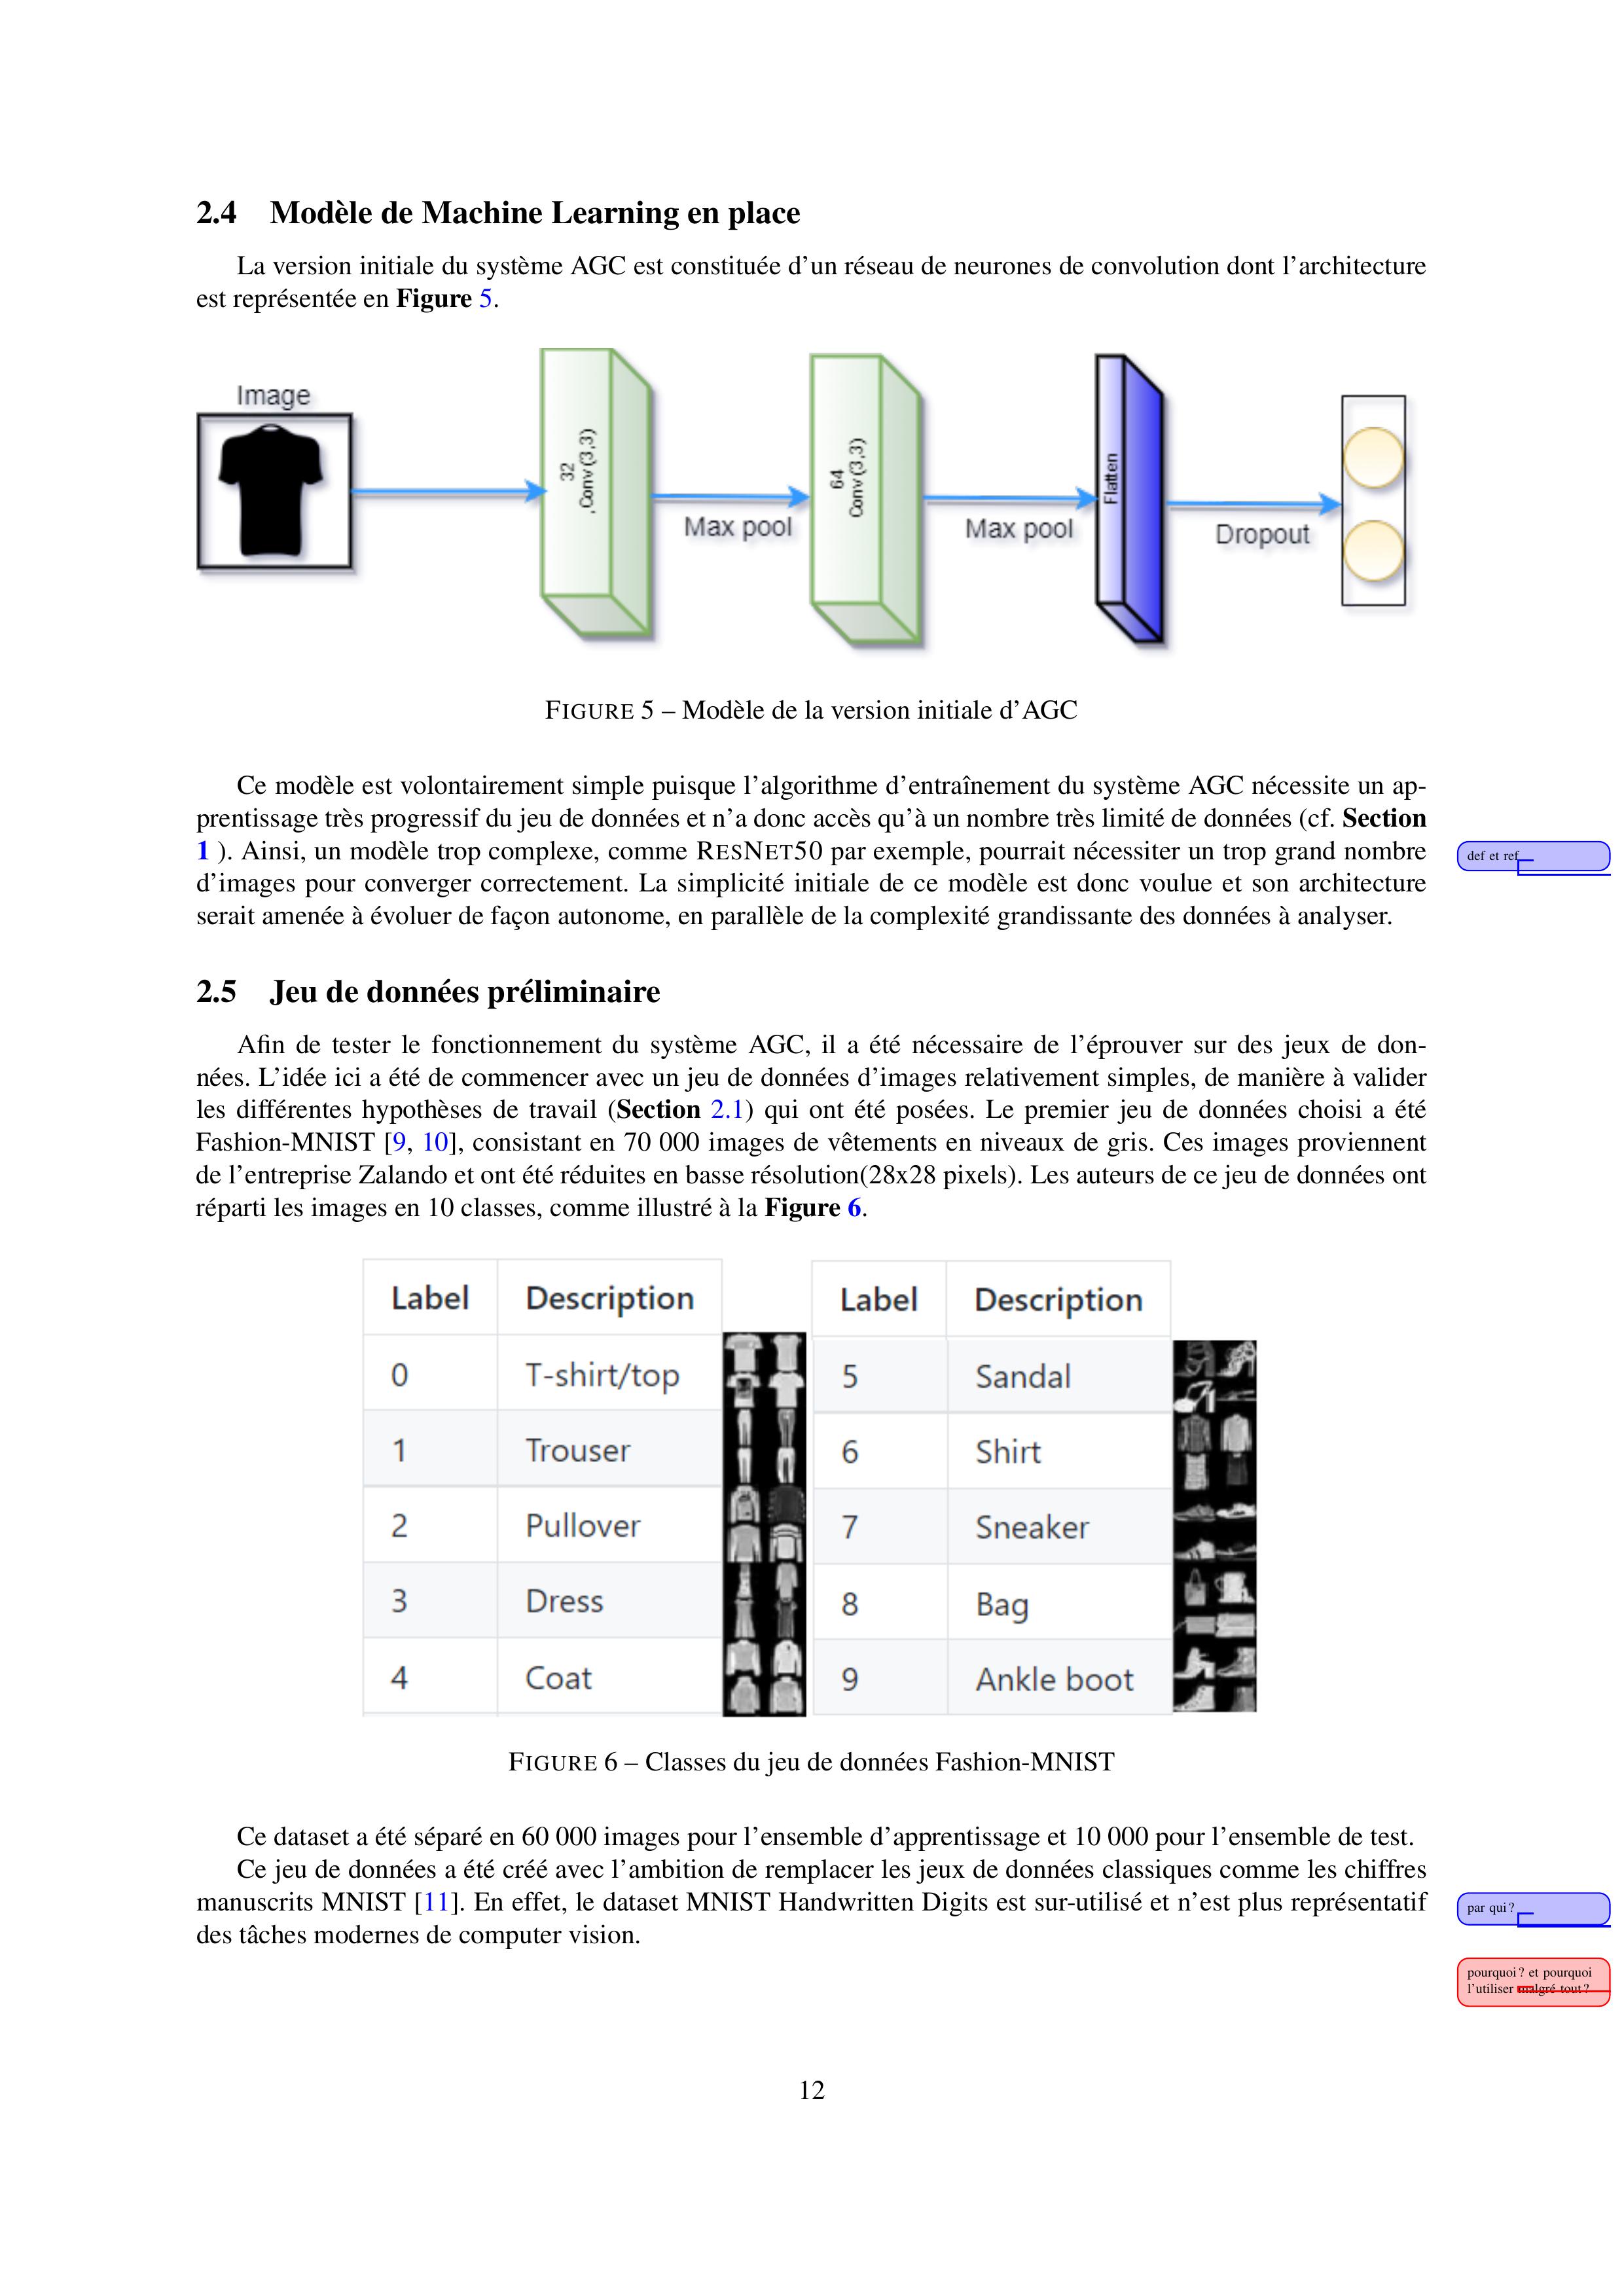 2.4 Modèle de Machine Learning en place
La version initiale du système AGC est constituée d'un réseau de neurones de convolution dont l'architecture
est représentée en Figure 5.
Image
32
,Conv(3,3)
Max pool
64
Conv(3,3)
Max pool
Flatten
Dropout
FIGURE 5 – Modèle de la version initiale d'AGC
Ce modèle est volontairement simple puisque l'algorithme d'entraînement du système AGC nécessite un ap-
prentissage très progressif du jeu de données et n'a donc accès qu'à un nombre très limité de données (cf. Section
1 ). Ainsi, un modèle trop complexe, comme RESNET50 par exemple, pourrait nécessiter un trop grand nombre
d'images pour converger correctement. La simplicité initiale de ce modèle est donc voulue et son architecture
serait amenée à évoluer de façon autonome, en parallèle de la complexité grandissante des données à analyser.
def et ref
2.5 Jeu de données préliminaire
Afin de tester le fonctionnement du système AGC, il a été nécessaire de l'éprouver sur des jeux de don-
nées. L'idée ici a été de commencer avec un jeu de données d'images relativement simples, de manière à valider
les différentes hypothèses de travail (Section 2.1) qui ont été posées. Le premier jeu de données choisi a été
Fashion-MNIST [9, 10], consistant en 70 000 images de vêtements en niveaux de gris. Ces images proviennent
de l'entreprise Zalando et ont été réduites en basse résolution(28x28 pixels). Les auteurs de ce jeu de données ont
réparti les images en 10 classes, comme illustré à la Figure 6.
Label Description
0 T-shirt/top
1 Trouser
2 Pullover
3 Dress
4 Coat
Label Description
5 Sandal
6 Shirt
7 Sneaker
8 Bag
9 Ankle boot
FIGURE 6 – Classes du jeu de données Fashion-MNIST
Ce dataset a été séparé en 60 000 images pour l'ensemble d'apprentissage et 10 000 pour l'ensemble de test.
Ce jeu de données a été créé avec l'ambition de remplacer les jeux de données classiques comme les chiffres
manuscrits MNIST [11]. En effet, le dataset MNIST Handwritten Digits est sur-utilisé et n'est plus représentatif
des tâches modernes de computer vision.
par qui ?
pourquoi ? et pourquoi
l'utiliser malgré tout ?
12